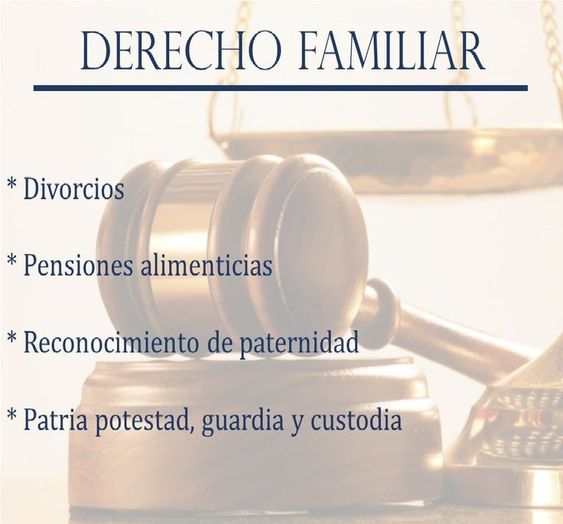 DERECHO FAMILIAR
* Divorcios
* Pensiones alimenticias
* Reconocimiento de paternidad
* Patria potestad, guardia y custodia